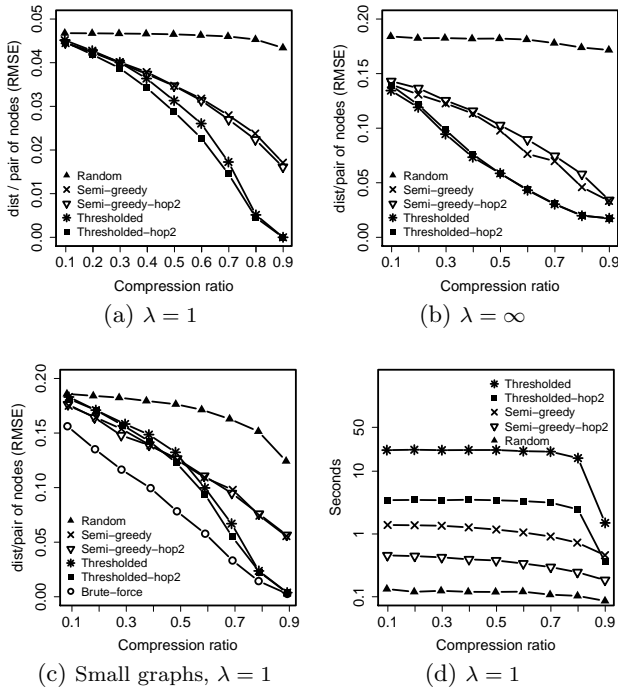 dist / pair of nodes (RMSE)
0.00 0.01 0.02 0.03 0.04 0.05
Random
Semi-greedy
Semi-greedy-hop2
Thresholded
Thresholded-hop2
0.1 0.2 0.3 0.4 0.5 0.6 0.7 0.8 0.9
Compression ratio
(a) λ = 1
dist/pair of nodes (RMSE)
0.00 0.05 0.10 0.15 0.20
Random
Semi-greedy
Semi-greedy-hop2
Thresholded
Thresholded-hop2
0.1 0.3 0.5 0.7 0.9
Compression ratio
(b) λ = ∞
dist/pair of nodes (RMSE)
0.00 0.05 0.10 0.15 0.20
Random
Semi-greedy
Semi-greedy-hop2
Thresholded
Thresholded-hop2
Brute-force
0.1 0.3 0.5 0.7 0.9
Compression ratio
(c) Small graphs, λ = 1
Seconds
0.1 1 10 50
Thresholded
Thresholded-hop2
Semi-greedy
Semi-greedy-hop2
Random
0.1 0.3 0.5 0.7 0.9
Compression ratio
(d) λ = 1